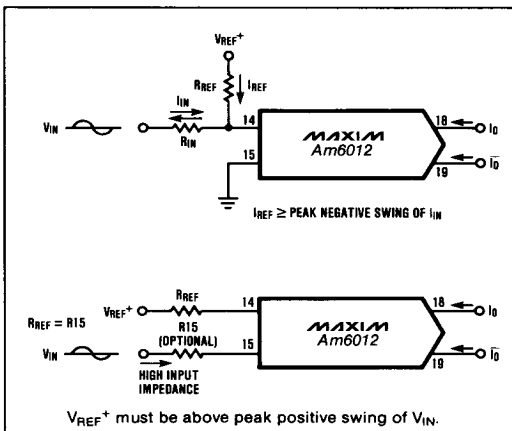 VREF+
RREF
IREF
IIN
VIN
RIN
14
15
MAXIM
Am6012
18
IO
19
IO
IREF ≥ PEAK NEGATIVE SWING OF IIN
RREF = R15
VREF+
RREF
14
R15
(OPTIONAL)
VIN
15
HIGH INPUT
IMPEDANCE
MAXIM
Am6012
18
IO
19
IO
VREF+ must be above peak positive swing of VIN.